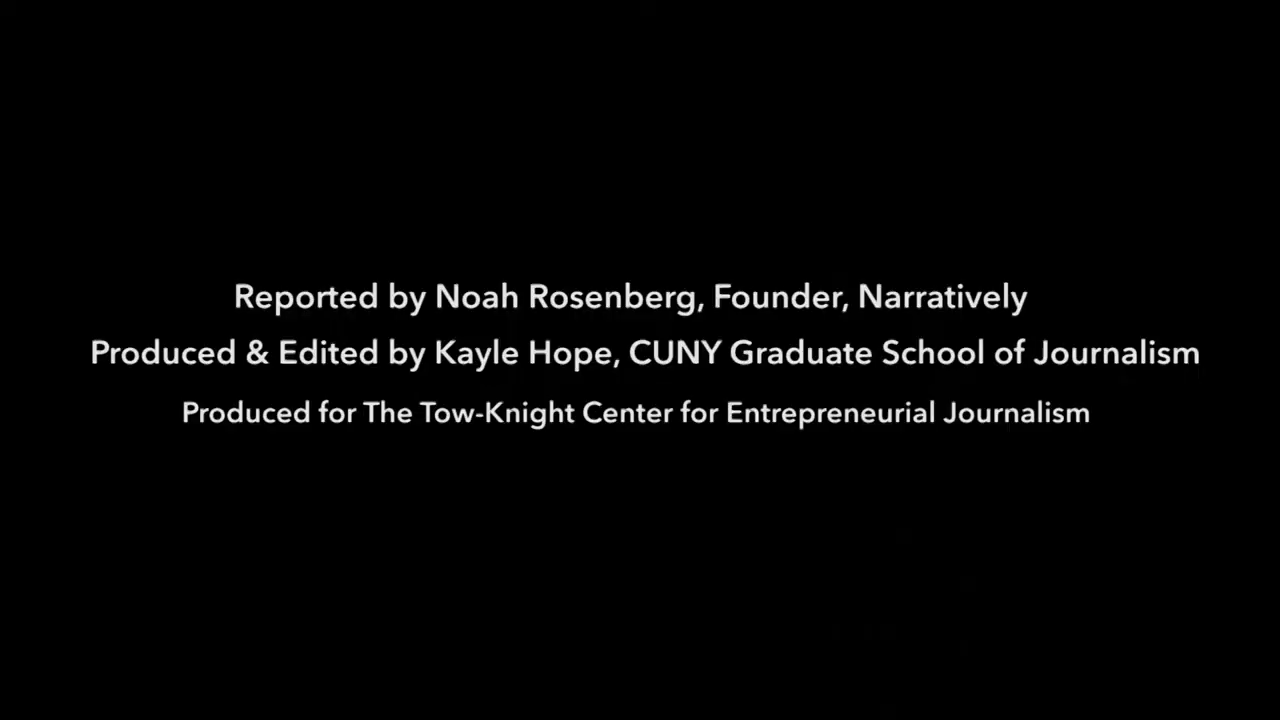 Reported by Noah Rosenberg, Founder, Narratively
Produced & Edited by Kayle Hope, CUNY Graduate School of Journalism
Produced for The Tow-Knight Center for Entrepreneurial Journalism